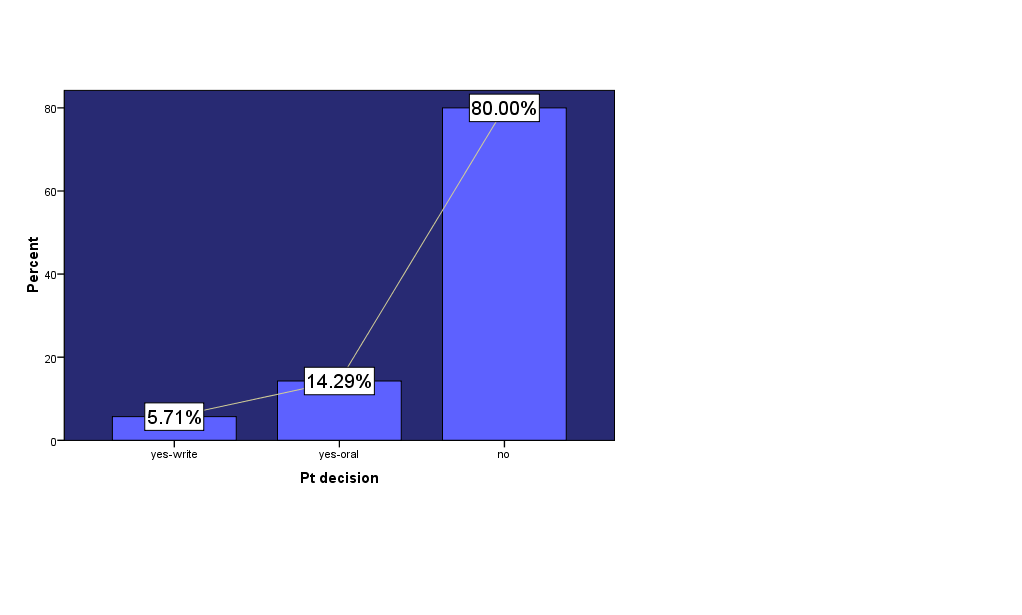 80
60
40
20
0
Percent
80.00%
14.29%
5.71%
yes-write
yes-oral
no
Pt decision